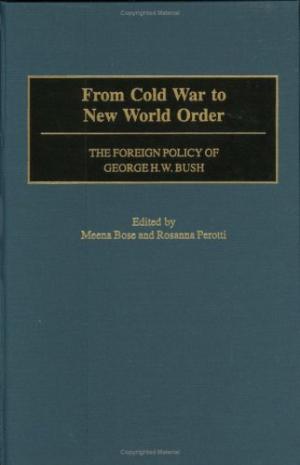 From Cold War to
New World Order
THE FOREIGN POLICY OF
GEORGE H.W. BUSH
Edited by
Meena Bose and Rosanna Perotti
Copyrighted Material
Copyrighted Material